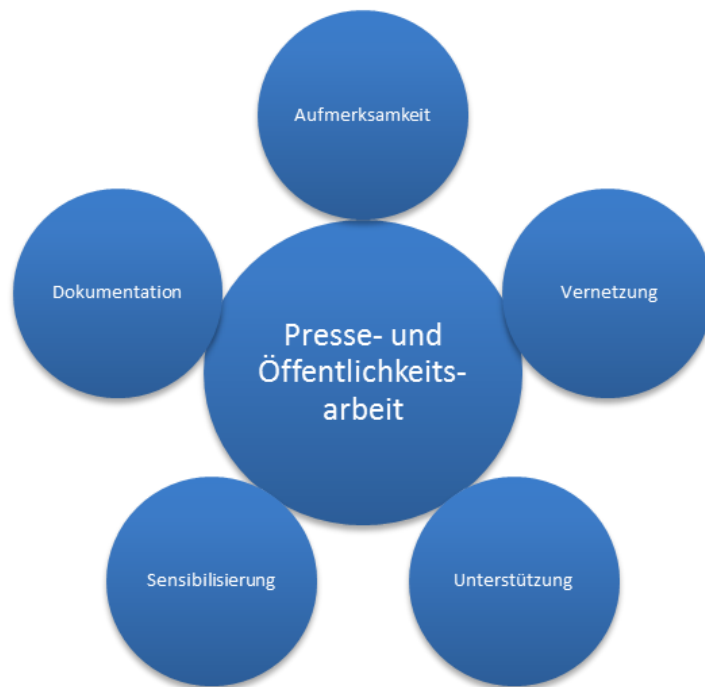 Aufmerksamkeit
Dokumentation
Vernetzung
Presse- und
Öffentlichkeits-
arbeit
Sensibilisierung
Unterstützung